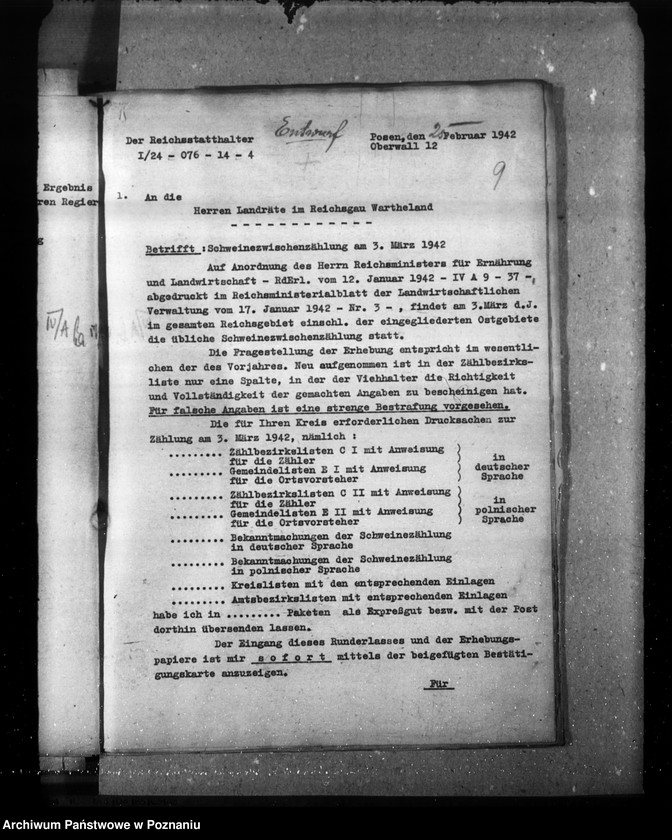 Ergebnis
ren Regier
g
IV/A
Entwurf
Der Reichsstatthalter
I/24 - 076 - 14 - 4
Posen, den 25. Februar 1942
Oberwall 12
9
1. An die
Herren Landräte im Reichsgau Wartheland
- - - - - - - - - - - -
Betrifft : Schweinezwischenzählung am 3. März 1942
Auf Anordnung des Herrn Reichsministers für Ernährung
und Landwirtschaft - RdErl. vom 12. Januar 1942 - IV A 9 - 37 -,
abgedruckt im Reichsministerialblatt der Landwirtschaftlichen
Verwaltung vom 17. Januar 1942 - Nr. 3 - , findet am 3.März d.J.
im gesamten Reichsgebiet einschl. der eingegliederten Ostgebiete
die übliche Schweinezwischenzählung statt.
Die Fragestellung der Erhebung entspricht im wesentli-
chen der des Vorjahres. Neu aufgenommen ist in der Zählbezirks-
liste nur eine Spalte, in der der Viehhalter die Richtigkeit
und Vollständigkeit der gemachten Angaben zu bescheinigen hat.
Für falsche Angaben ist eine strenge Bestrafung vorgesehen.
Die für Ihren Kreis erforderlichen Drucksachen zur
Zählung am 3. März 1942, nämlich :
......... Zählbezirkslisten C I mit Anweisung
für die Zähler
......... Gemeindelisten E I mit Anweisung
für die Ortsvorsteher
in
deutscher
Sprache
......... Zählbezirkslisten C II mit Anweisung
für die Zähler
......... Gemeindelisten E II mit Anweisung
für die Ortsvorsteher
in
polnischer
Sprache
......... Bekanntmachungen der Schweinezählung
in deutscher Sprache
......... Bekanntmachungen der Schweinezählung
in polnischer Sprache
......... Kreislisten mit den entsprechenden Einlagen
......... Amtsbezirkslisten mit entsprechenden Einlagen
habe ich in ......... Paketen als Expreßgut bezw. mit der Post
dorthin übersenden lassen.
Der Eingang dieses Runderlasses und der Erhebungs-
papiere ist mir s o f o r t mittels der beigefügten Bestäti-
gungskarte anzuzeigen.
Für
Archiwum Państwowe w Poznaniu